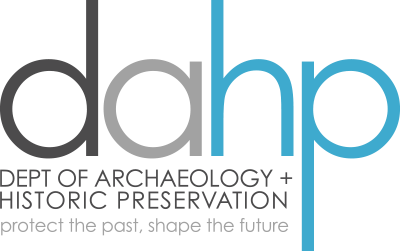 dahp
DEPT OF ARCHAEOLOGY +
HISTORIC PRESERVATION
protect the past, shape the future